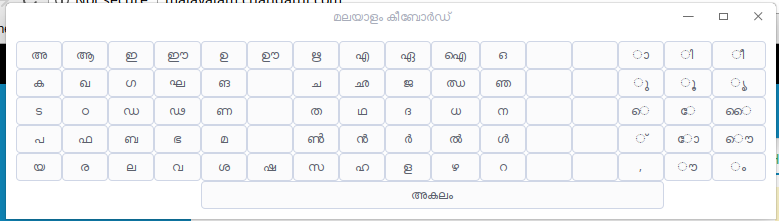 മലയാളം കീബോർഡ്
അ ആ ഇ ഈ ഉ ഊ ഋ എ ഏ ഐ ഒ ാ ി ീ
ക ഖ ഗ ഘ ങ ച ഛ ജ ഝ ഞ ു ൂ ൃ
ട ഠ ഡ ഢ ണ ത ഥ ദ ധ ന െ േ ൈ
പ ഫ ബ ഭ മ ൺ ൻ ർ ൽ ൾ ് ോ ൌ
യ ര ല വ ശ ഷ സ ഹ ള ഴ റ , ൗ ം
അകലം